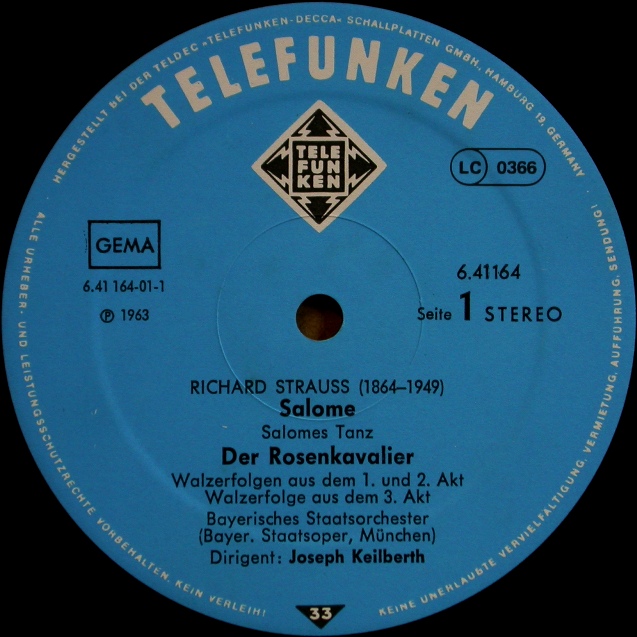 HERGESTELLT BEI DER TELDEC »TELEFUNKEN-DECCA« SCHALLPLATTEN GMBH., HAMBURG 19, GERMANY
TELEFUNKEN
TELE
FUN
KEN
LC 0366
GEMA
6.41 164-01-1
℗ 1963
6.41164
Seite 1 STEREO
RICHARD STRAUSS (1864–1949)
Salome
Salomes Tanz
Der Rosenkavalier
Walzerfolgen aus dem 1. und 2. Akt
Walzerfolge aus dem 3. Akt
Bayerisches Staatsorchester
(Bayer. Staatsoper, München)
Dirigent: Joseph Keilberth
33
ALLE URHEBER- UND LEISTUNGSSCHUTZRECHTE VORBEHALTEN. KEIN VERLEIH!
KEINE UNERLAUBTE VERVIELFÄLTIGUNG, VERMIETUNG, AUFFÜHRUNG, SENDUNG!